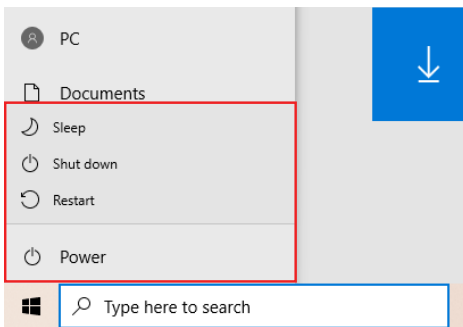 PC
Documents
Sleep
Shut down
Restart
Power
Type here to search